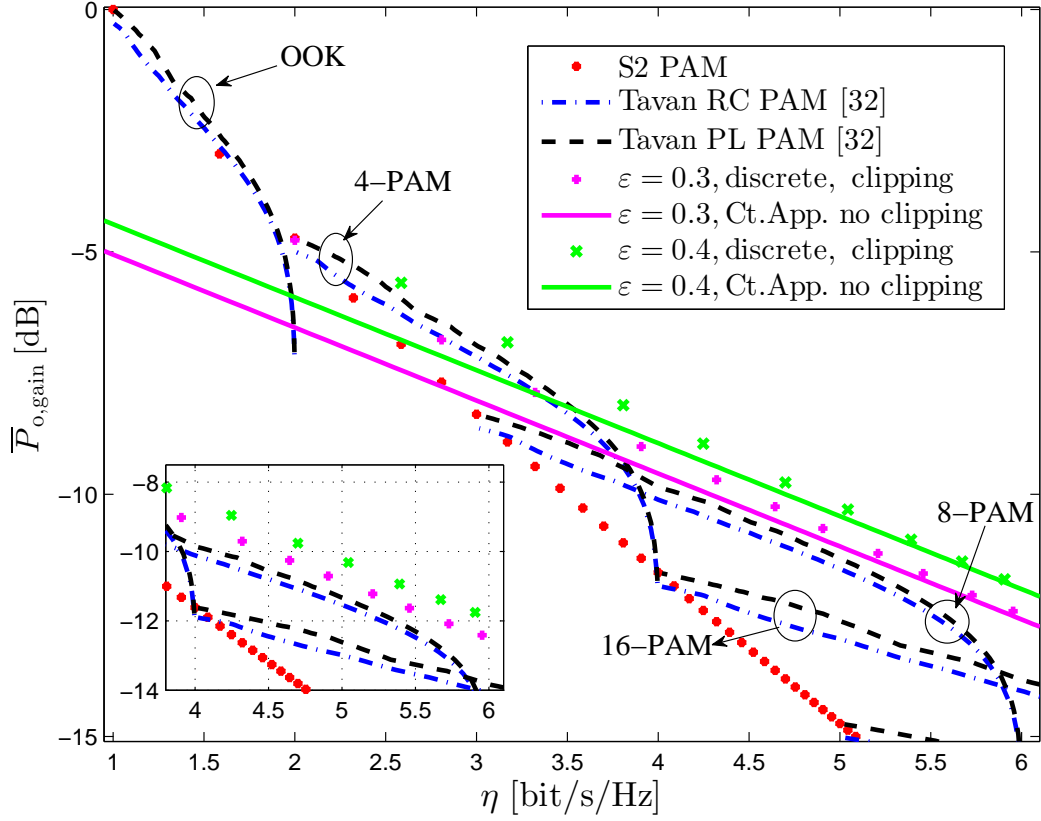 0
−5
−10
−15
P̅o,gain [dB]
OOK
4−PAM
8−PAM
16−PAM
S2 PAM
Tavan RC PAM [32]
Tavan PL PAM [32]
ε = 0.3, discrete, clipping
ε = 0.3, Ct.App. no clipping
ε = 0.4, discrete, clipping
ε = 0.4, Ct.App. no clipping
−8
−10
−12
−14
4 4.5 5 5.5 6
1 1.5 2 2.5 3 3.5 4 4.5 5 5.5 6
η [bit/s/Hz]